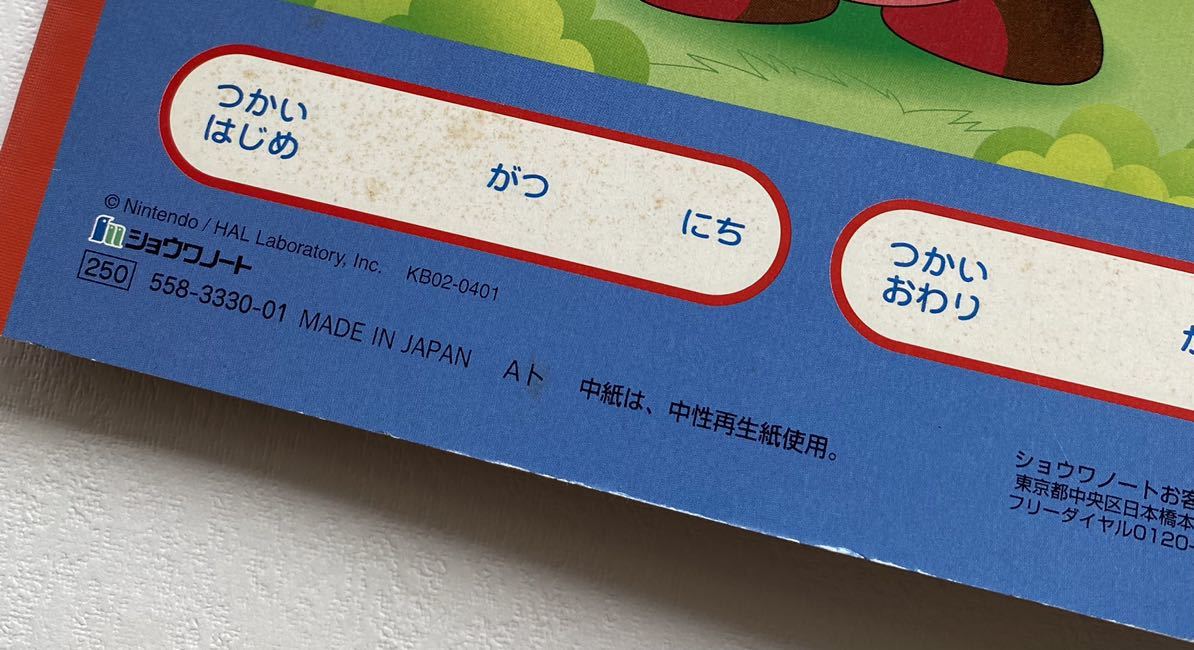 つかい
はじめ
がつ
にち
© Nintendo / HAL Laboratory, Inc. KB02-0401
ショウワノート
250 558-3330-01 MADE IN JAPAN Aト 中紙は、中性再生紙使用。
つかい
おわり
ショウワノートお客
東京都中央区日本橋本
フリーダイヤル0120-